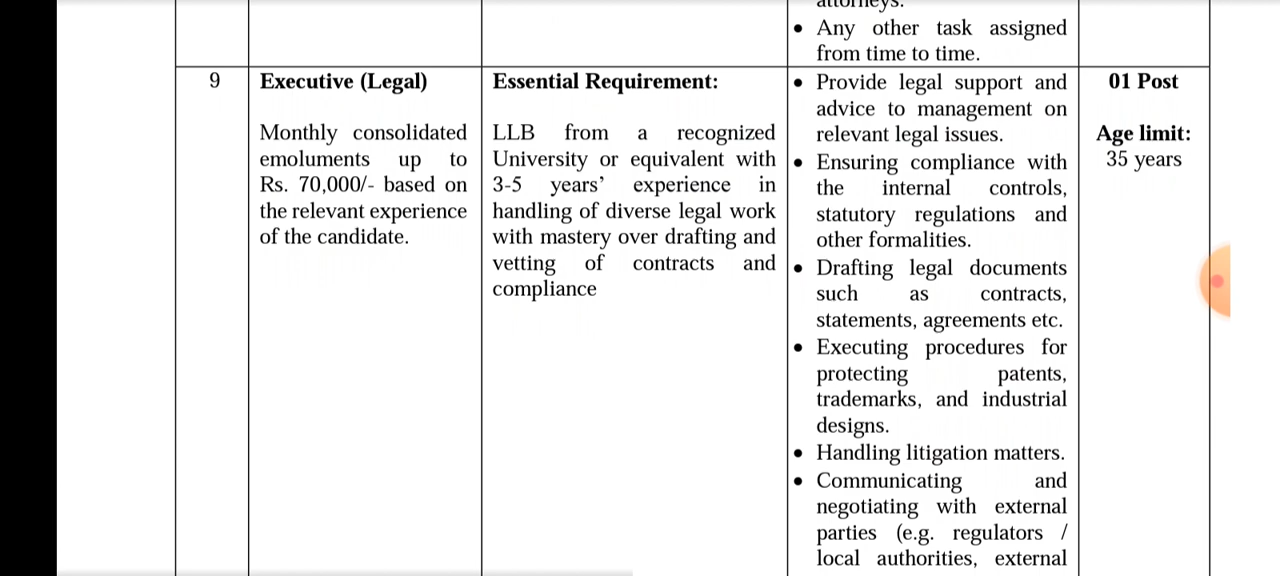 attorneys.
• Any other task assigned
from time to time.
9
Executive (Legal)
Monthly consolidated
emoluments up to
Rs. 70,000/- based on
the relevant experience
of the candidate.
Essential Requirement:
LLB from a recognized
University or equivalent with
3-5 years’ experience in
handling of diverse legal work
with mastery over drafting and
vetting of contracts and
compliance
• Provide legal support and
advice to management on
relevant legal issues.
• Ensuring compliance with
the internal controls,
statutory regulations and
other formalities.
• Drafting legal documents
such as contracts,
statements, agreements etc.
• Executing procedures for
protecting patents,
trademarks, and industrial
designs.
• Handling litigation matters.
• Communicating and
negotiating with external
parties (e.g. regulators /
local authorities, external
01 Post
Age limit:
35 years